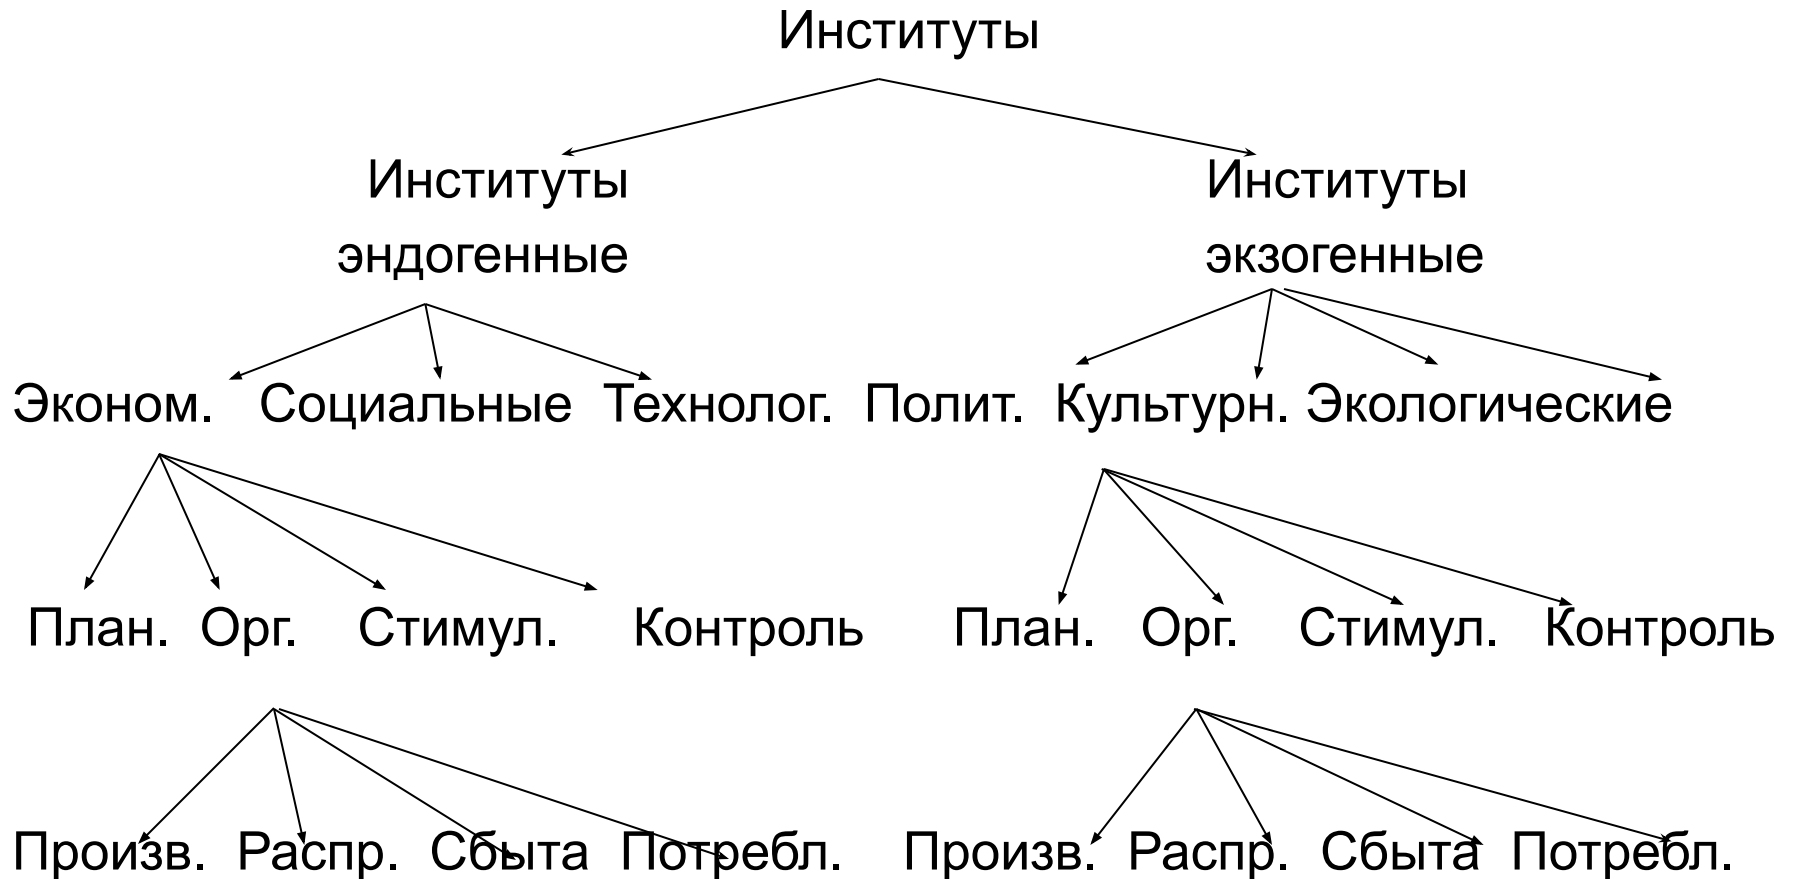 Институты
Институты Институты
эндогенные экзогенные
Эконом. Социальные Технолог. Полит. Культурн. Экологические
План. Орг. Стимул. Контроль План. Орг. Стимул. Контроль
Произв. Распр. Сбыта Потребл. Произв. Распр. Сбыта Потребл.